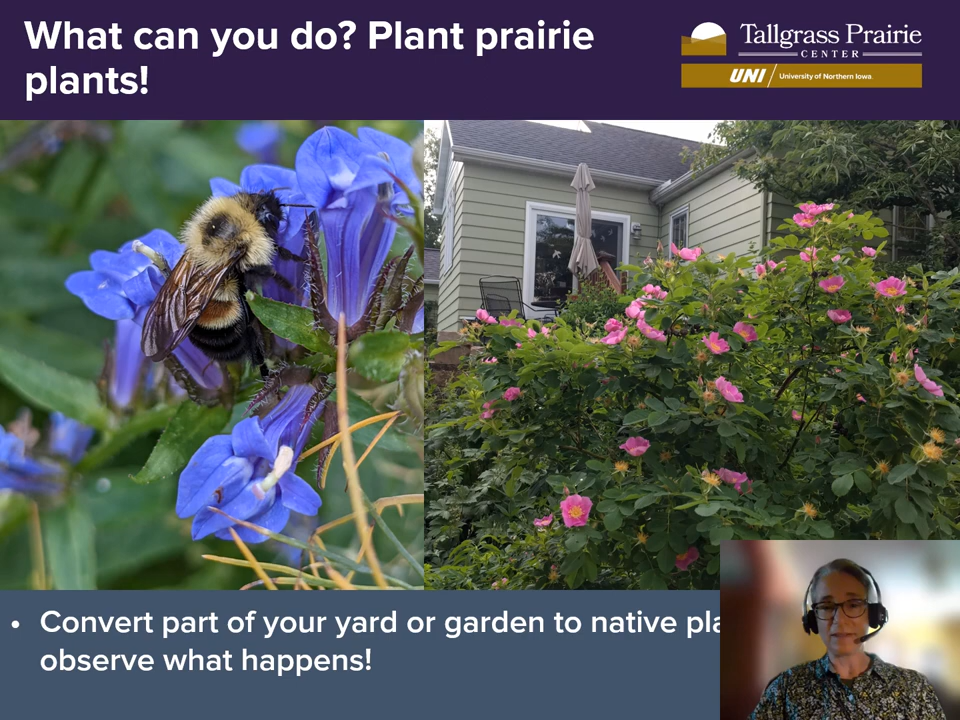 What can you do? Plant prairie
plants!
Tallgrass Prairie
CENTER
UNI University of Northern Iowa.
• Convert part of your yard or garden to native
observe what happens!